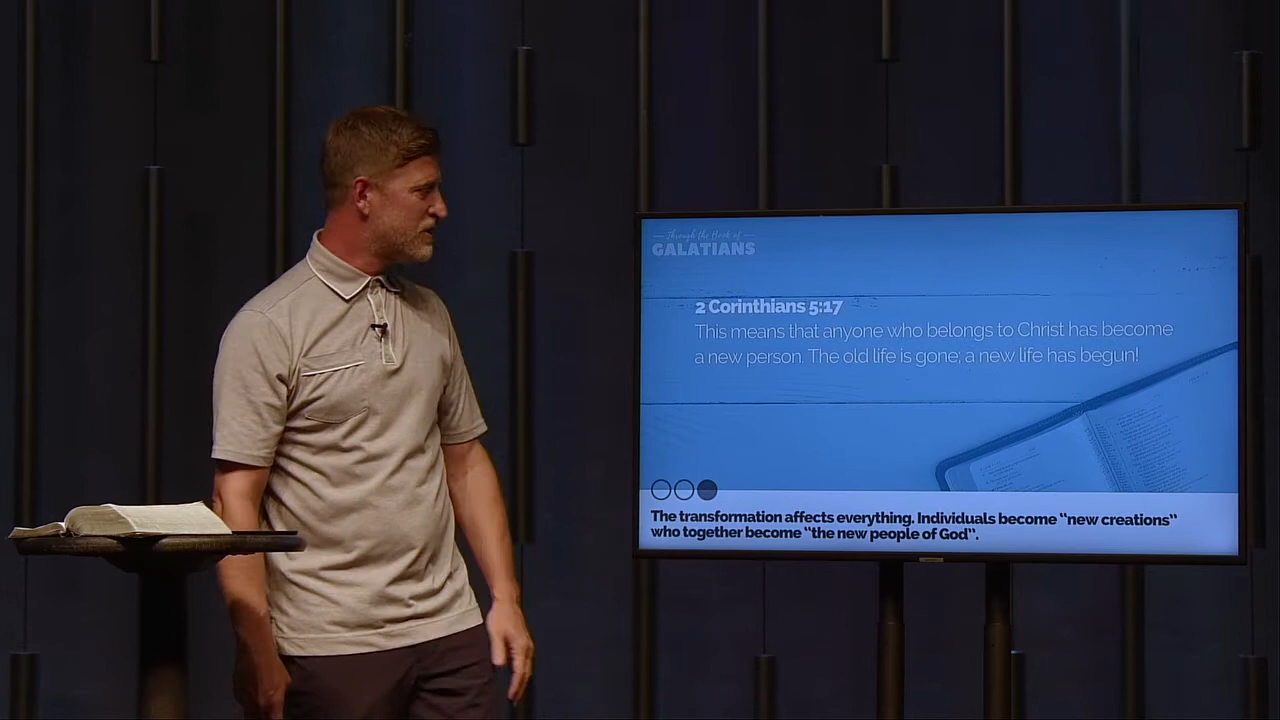 Through the Book of
GALATIANS
2 Corinthians 5:17
This means that anyone who belongs to Christ has become
a new person. The old life is gone; a new life has begun!
The transformation affects everything. Individuals become “new creations”
who together become “the new people of God”.